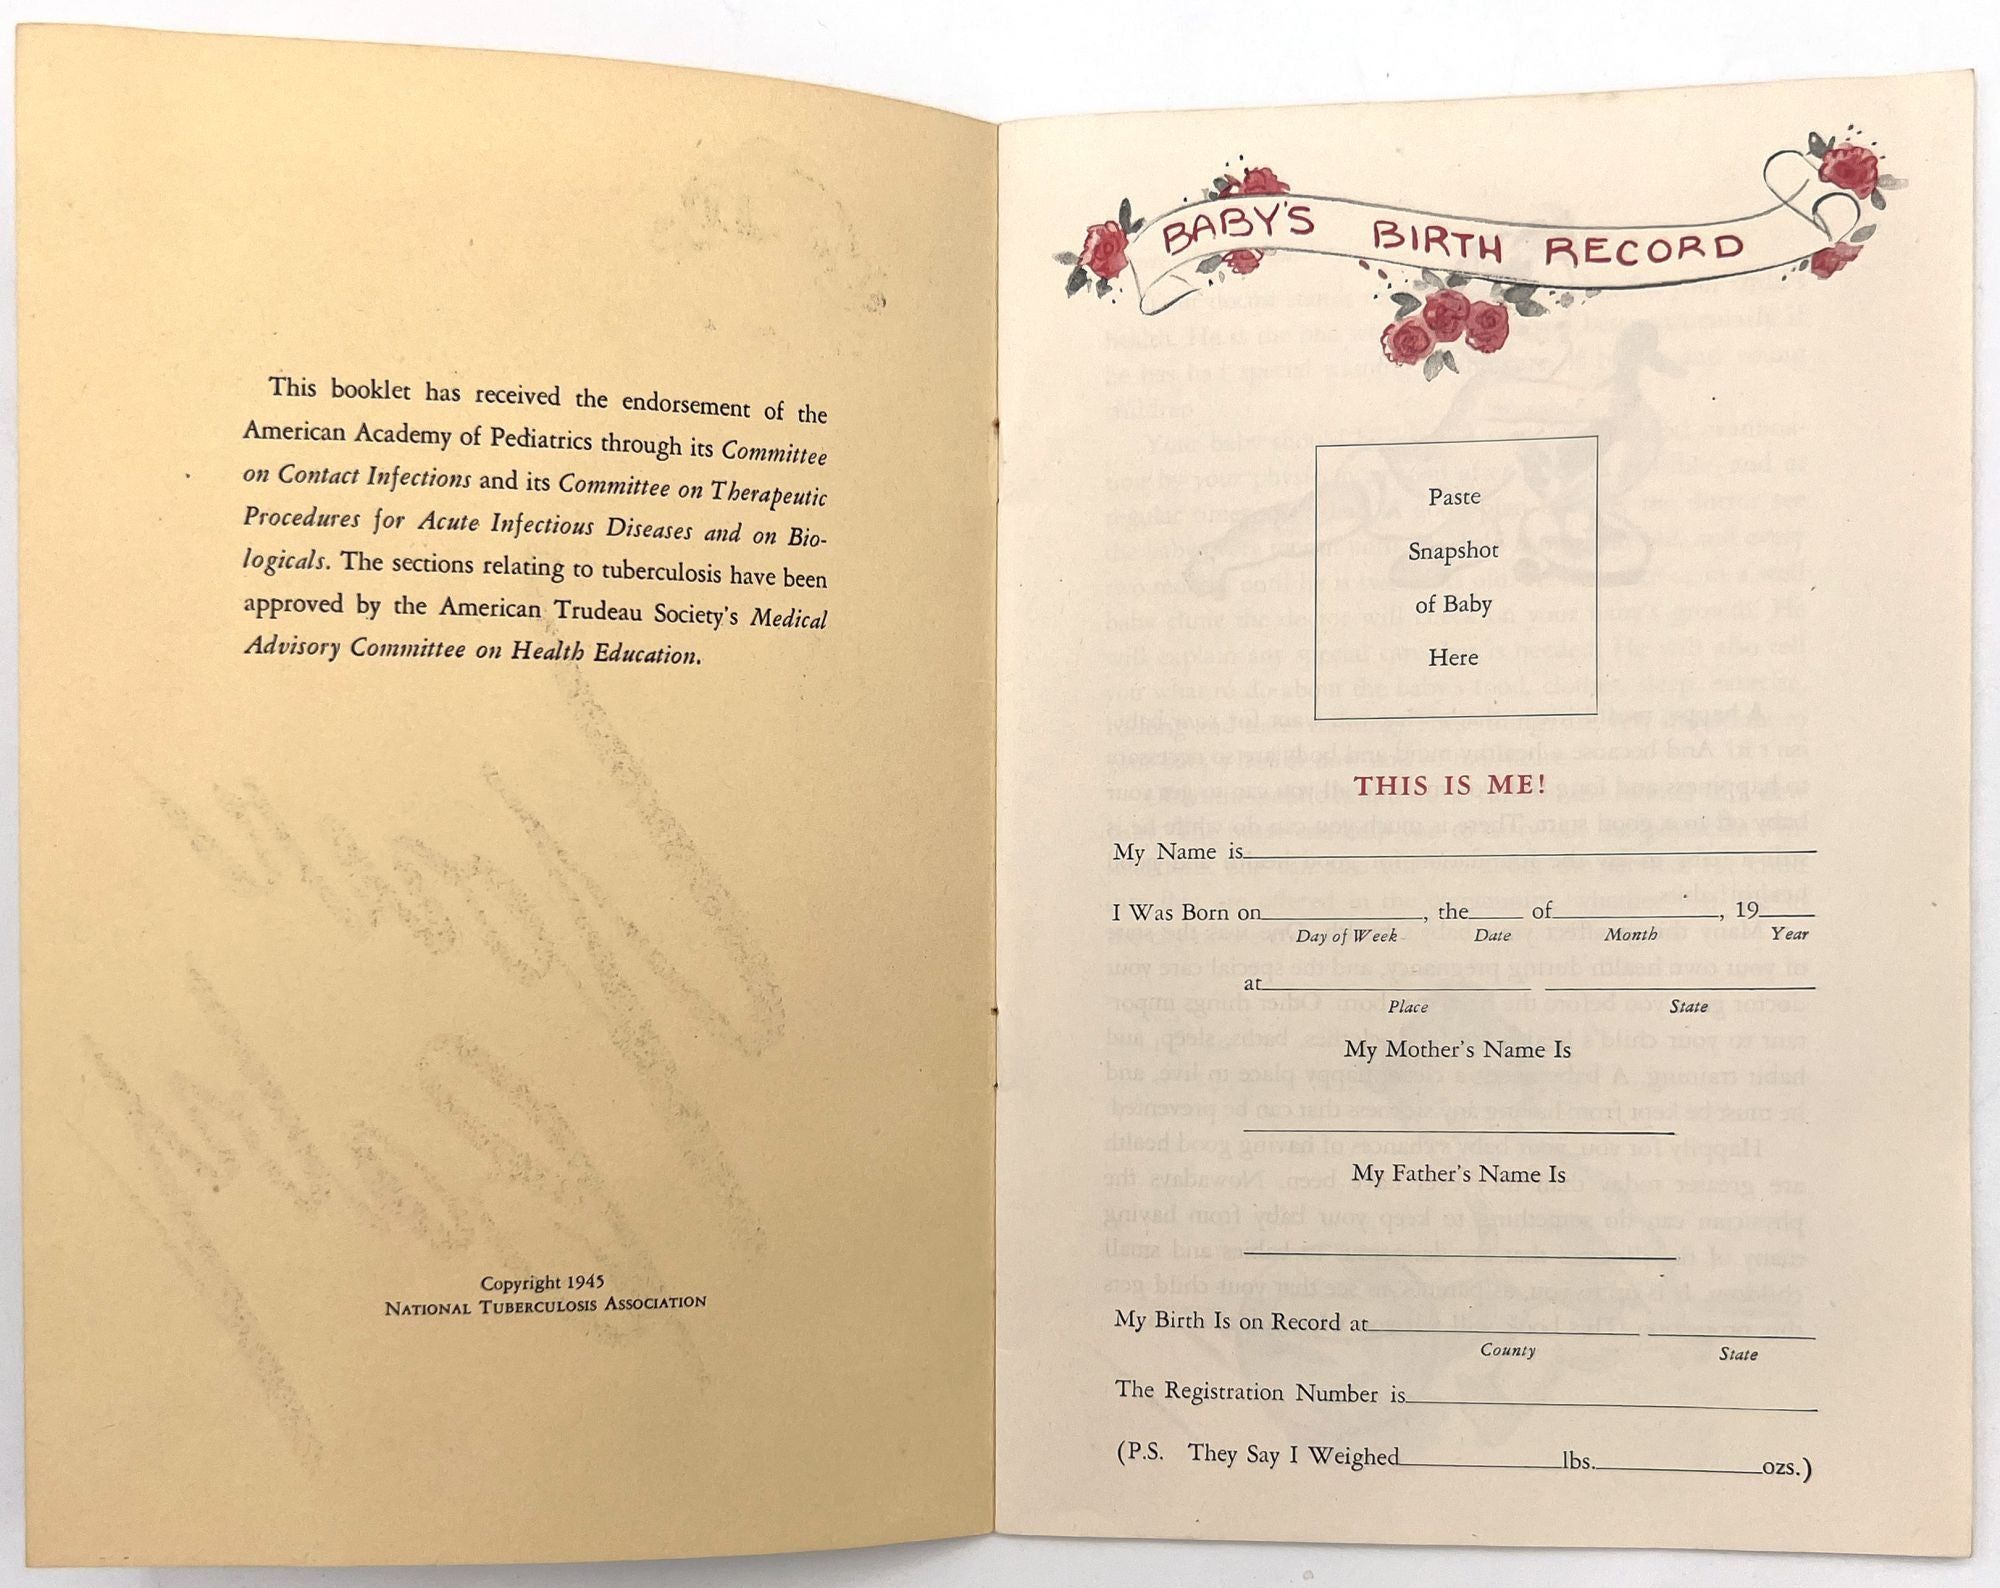 This booklet has received the endorsement of the
American Academy of Pediatrics through its Committee
on Contact Infections and its Committee on Therapeutic
Procedures for Acute Infectious Diseases and on Bio-
logicals. The sections relating to tuberculosis have been
approved by the American Trudeau Society's Medical
Advisory Committee on Health Education.
Copyright 1945
NATIONAL TUBERCULOSIS ASSOCIATION
BABY'S BIRTH RECORD
Paste
Snapshot
of Baby
Here
THIS IS ME!
My Name is
I Was Born on , the of , 19
Day of Week Date Month Year
at
Place State
My Mother's Name Is
My Father's Name Is
My Birth Is on Record at
County State
The Registration Number is
(P.S. They Say I Weighed lbs. ozs.)